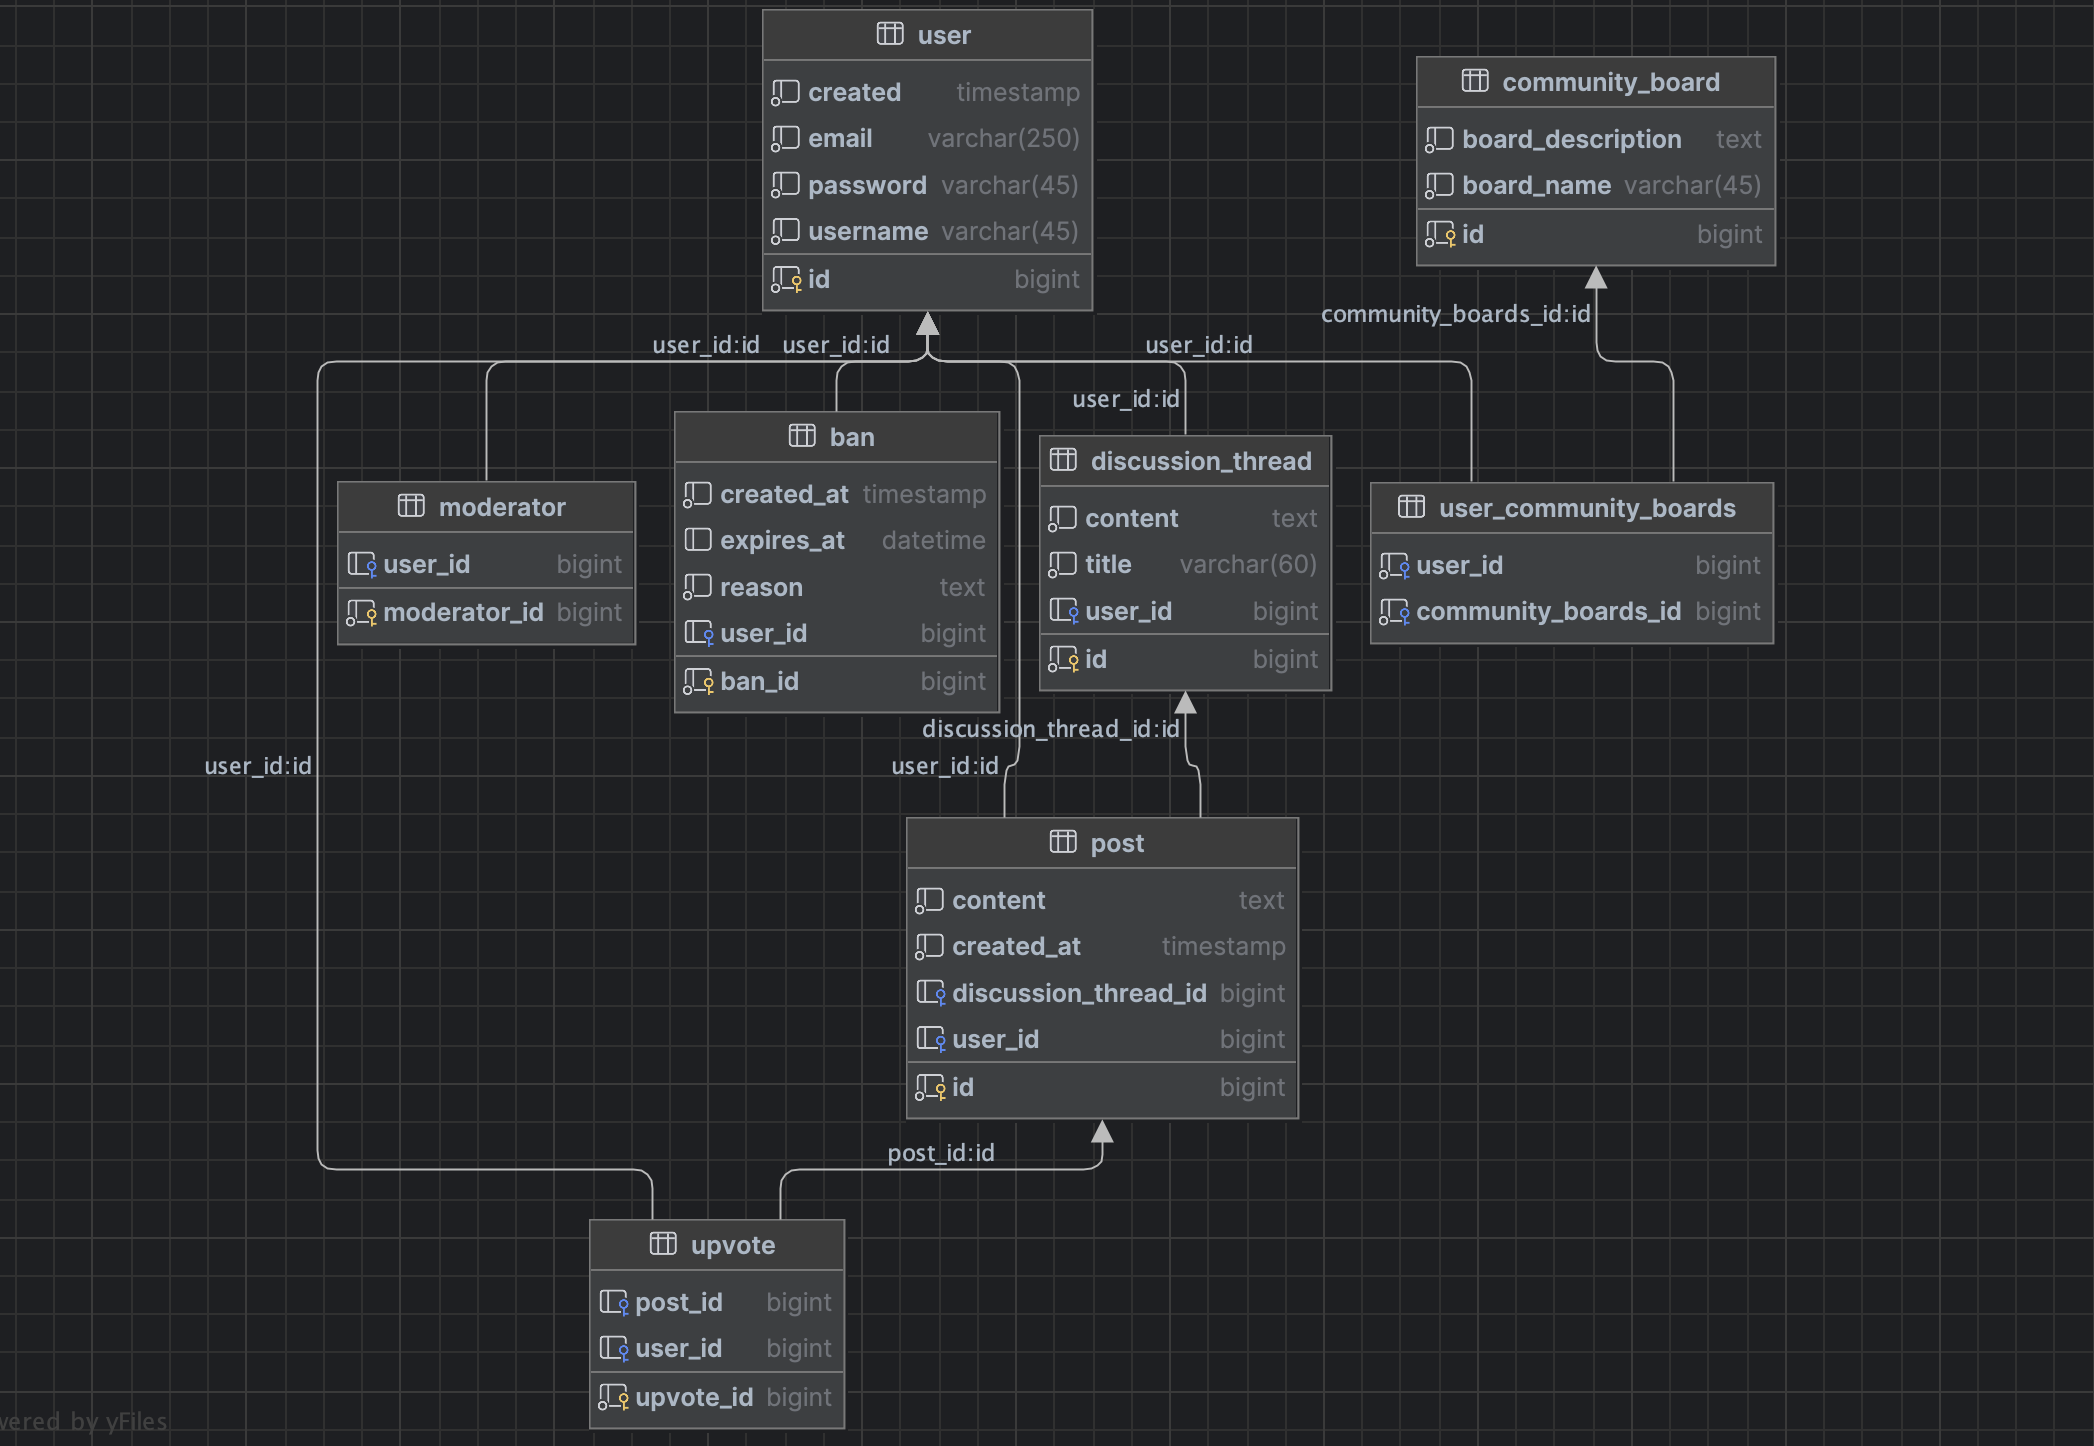 user
created timestamp
email varchar(250)
password varchar(45)
username varchar(45)
id bigint
community_board
board_description text
board_name varchar(45)
id bigint
community_boards_id:id
user_id:id user_id:id user_id:id
user_id:id
moderator
user_id bigint
moderator_id bigint
ban
created_at timestamp
expires_at datetime
reason text
user_id bigint
ban_id bigint
discussion_thread
content text
title varchar(60)
user_id bigint
id bigint
user_community_boards
user_id bigint
community_boards_id bigint
discussion_thread_id:id
user_id:id
user_id:id
post
content text
created_at timestamp
discussion_thread_id bigint
user_id bigint
id bigint
post_id:id
upvote
post_id bigint
user_id bigint
upvote_id bigint
wered by yFiles